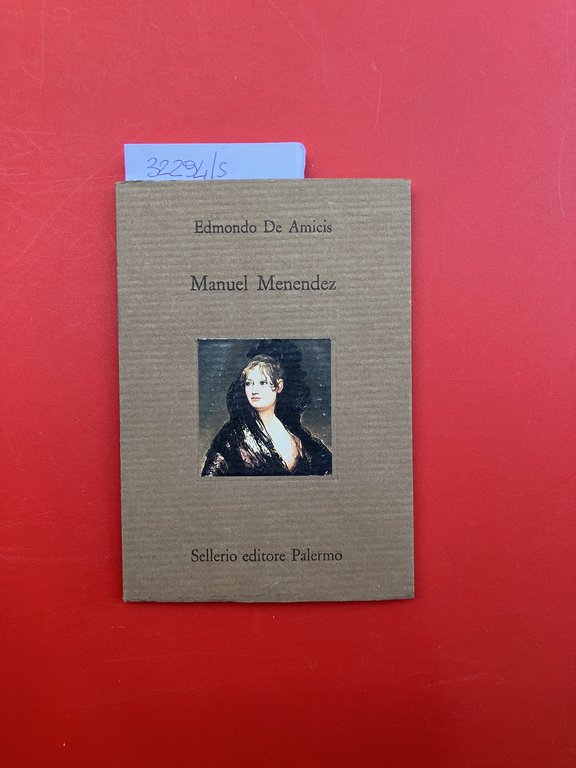 32294/s
Edmondo De Amicis
Manuel Menendez
Sellerio editore Palermo